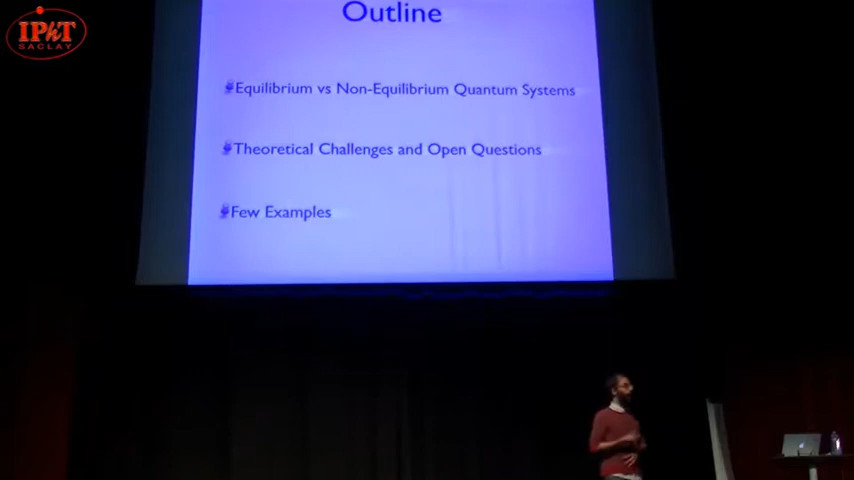 IPhT
SACLAY
Outline
Equilibrium vs Non-Equilibrium Quantum Systems
Theoretical Challenges and Open Questions
Few Examples